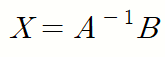 X = A⁻¹B